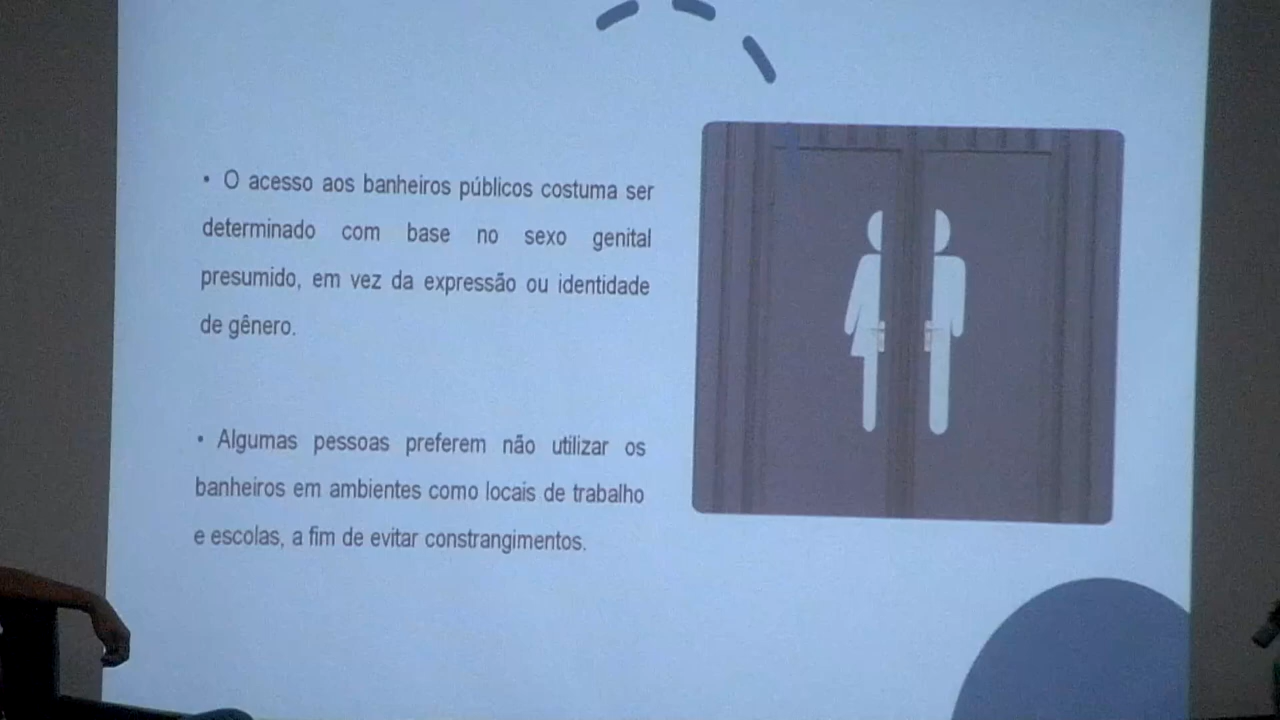 • O acesso aos banheiros públicos costuma ser
determinado com base no sexo genital
presumido, em vez da expressão ou identidade
de gênero.
• Algumas pessoas preferem não utilizar os
banheiros em ambientes como locais de trabalho
e escolas, a fim de evitar constrangimentos.